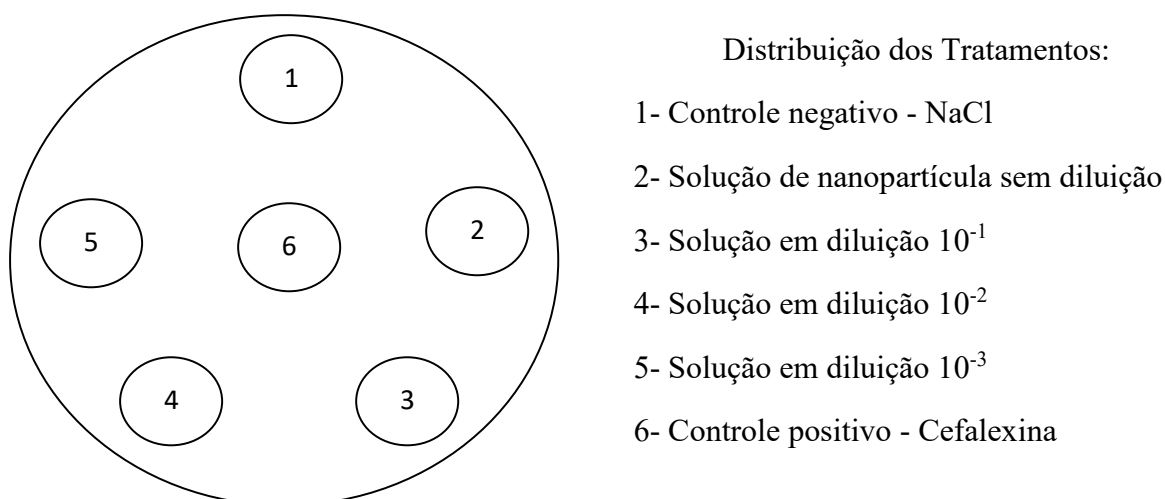 1
5
6
2
4
3
Distribuição dos Tratamentos:
1- Controle negativo - NaCl
2- Solução de nanopartícula sem diluição
3- Solução em diluição 10⁻¹
4- Solução em diluição 10⁻²
5- Solução em diluição 10⁻³
6- Controle positivo - Cefalexina